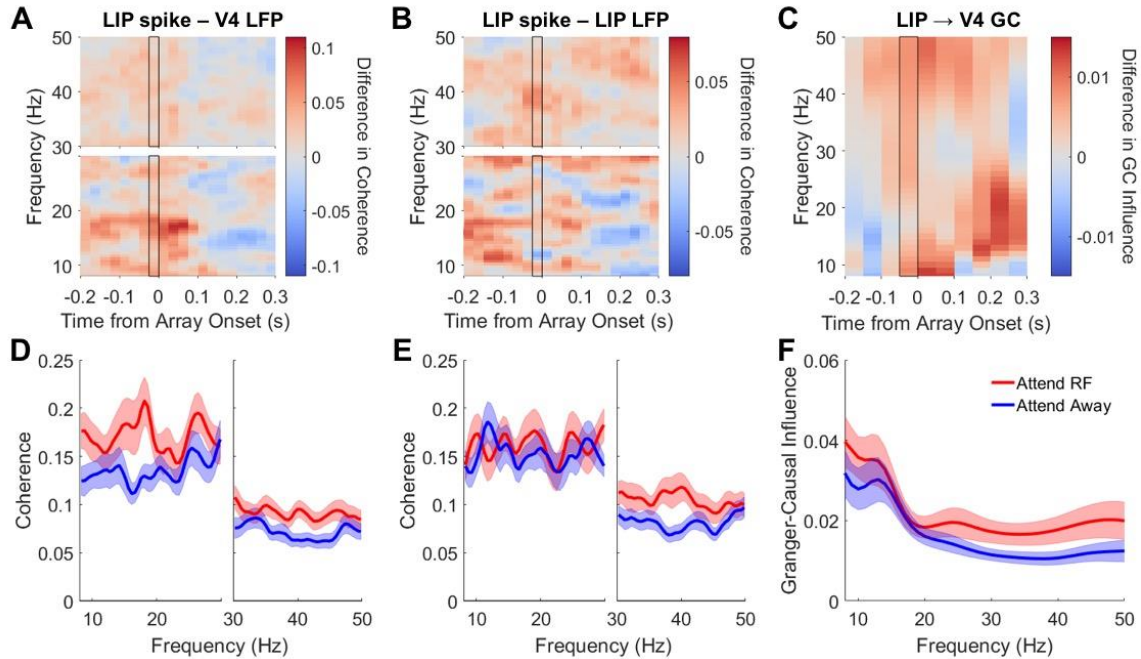 A LIP spike – V4 LFP
B LIP spike – LIP LFP
C LIP → V4 GC
50
40
30
20
10
Frequency (Hz)
-0.2 -0.1 0 0.1 0.2 0.3
Time from Array Onset (s)
0.1
0.05
0
-0.05
-0.1
Difference in Coherence
50
40
30
20
10
Frequency (Hz)
-0.2 -0.1 0 0.1 0.2 0.3
Time from Array Onset (s)
0.05
0
-0.05
Difference in Coherence
50
40
30
20
10
Frequency (Hz)
-0.2 -0.1 0 0.1 0.2 0.3
Time from Array Onset (s)
0.01
0
-0.01
Difference in GC Influence
D
0.25
0.2
0.15
0.1
0.05
0
Coherence
10 20 30 40 50
Frequency (Hz)
E
0.25
0.2
0.15
0.1
0.05
0
Coherence
10 20 30 40 50
Frequency (Hz)
F
0.06
0.04
0.02
0
Granger-Causal Influence
Attend RF
Attend Away
10 20 30 40 50
Frequency (Hz)